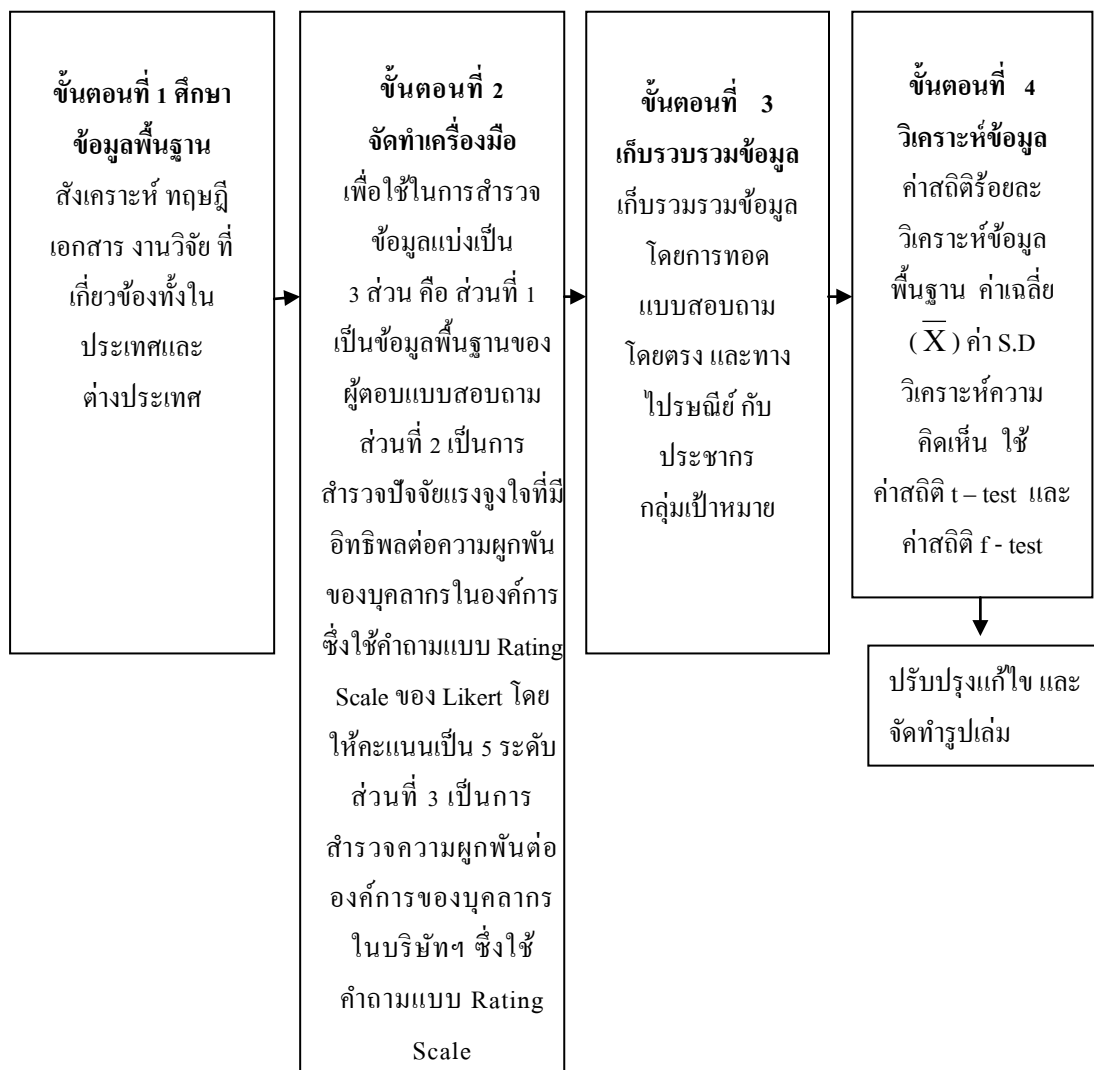 ขั้นตอนที่ 1 ศึกษา
ข้อมูลพื้นฐาน
สังเคราะห์ ทฤษฎี
เอกสาร งานวิจัย ที่
เกี่ยวข้องทั้งใน
ประเทศและ
ต่างประเทศ
ขั้นตอนที่ 2
จัดทำเครื่องมือ
เพื่อใช้ในการสำรวจ
ข้อมูลแบ่งเป็น
3 ส่วน คือ ส่วนที่ 1
เป็นข้อมูลพื้นฐานของ
ผู้ตอบแบบสอบถาม
ส่วนที่ 2 เป็นการ
สำรวจปัจจัยแรงจูงใจที่มี
อิทธิพลต่อความผูกพัน
ของบุคลากรในองค์การ
ซึ่งใช้คำถามแบบ Rating
Scale ของ Likert โดย
ให้คะแนนเป็น 5 ระดับ
ส่วนที่ 3 เป็นการ
สำรวจความผูกพันต่อ
องค์การของบุคลากร
ในบริษัทฯ ซึ่งใช้
คำถามแบบ Rating
Scale
ขั้นตอนที่ 3
เก็บรวบรวมข้อมูล
เก็บรวมรวมข้อมูล
โดยการทอด
แบบสอบถาม
โดยตรง และทาง
ไปรษณีย์ กับ
ประชากร
กลุ่มเป้าหมาย
ขั้นตอนที่ 4
วิเคราะห์ข้อมูล
ค่าสถิติร้อยละ
วิเคราะห์ข้อมูล
พื้นฐาน ค่าเฉลี่ย
( X̅ ) ค่า S.D
วิเคราะห์ความ
คิดเห็น ใช้
ค่าสถิติ t – test และ
ค่าสถิติ f - test
ปรับปรุงแก้ไข และ
จัดทำรูปเล่ม